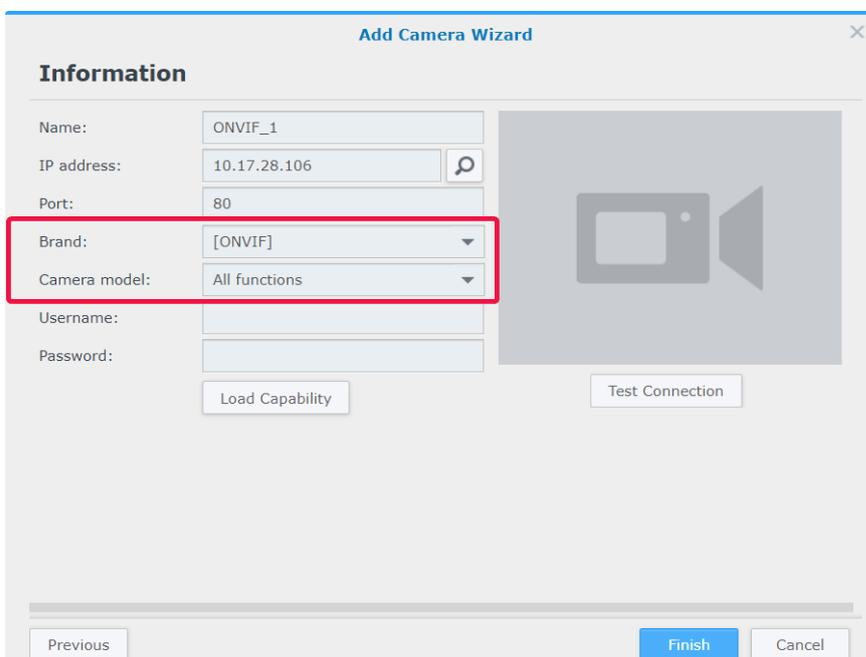 Add Camera Wizard
Information
Name: ONVIF_1
IP address: 10.17.28.106
Port: 80
Brand: [ONVIF]
Camera model: All functions
Username:
Password:
Load Capability
Test Connection
Previous
Finish
Cancel